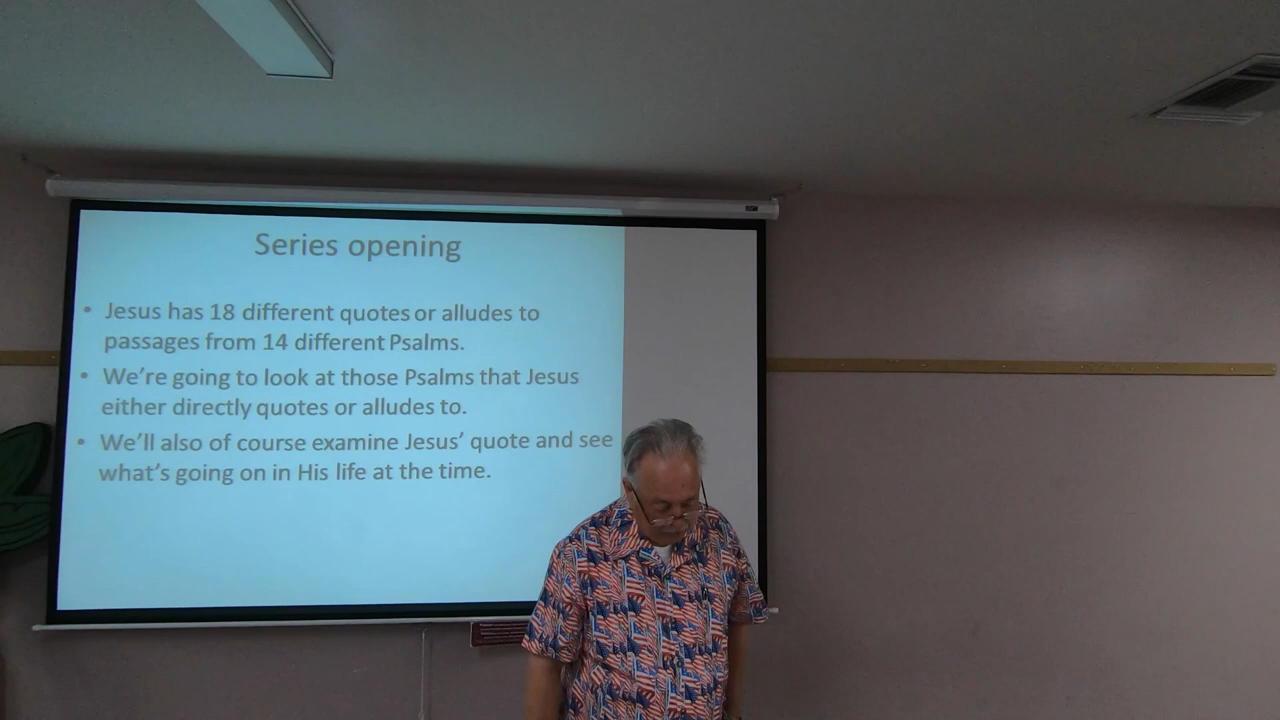 Series opening
• Jesus has 18 different quotes or alludes to
passages from 14 different Psalms.
• We're going to look at those Psalms that Jesus
either directly quotes or alludes to.
• We'll also of course examine Jesus' quote and see
what's going on in His life at the time.